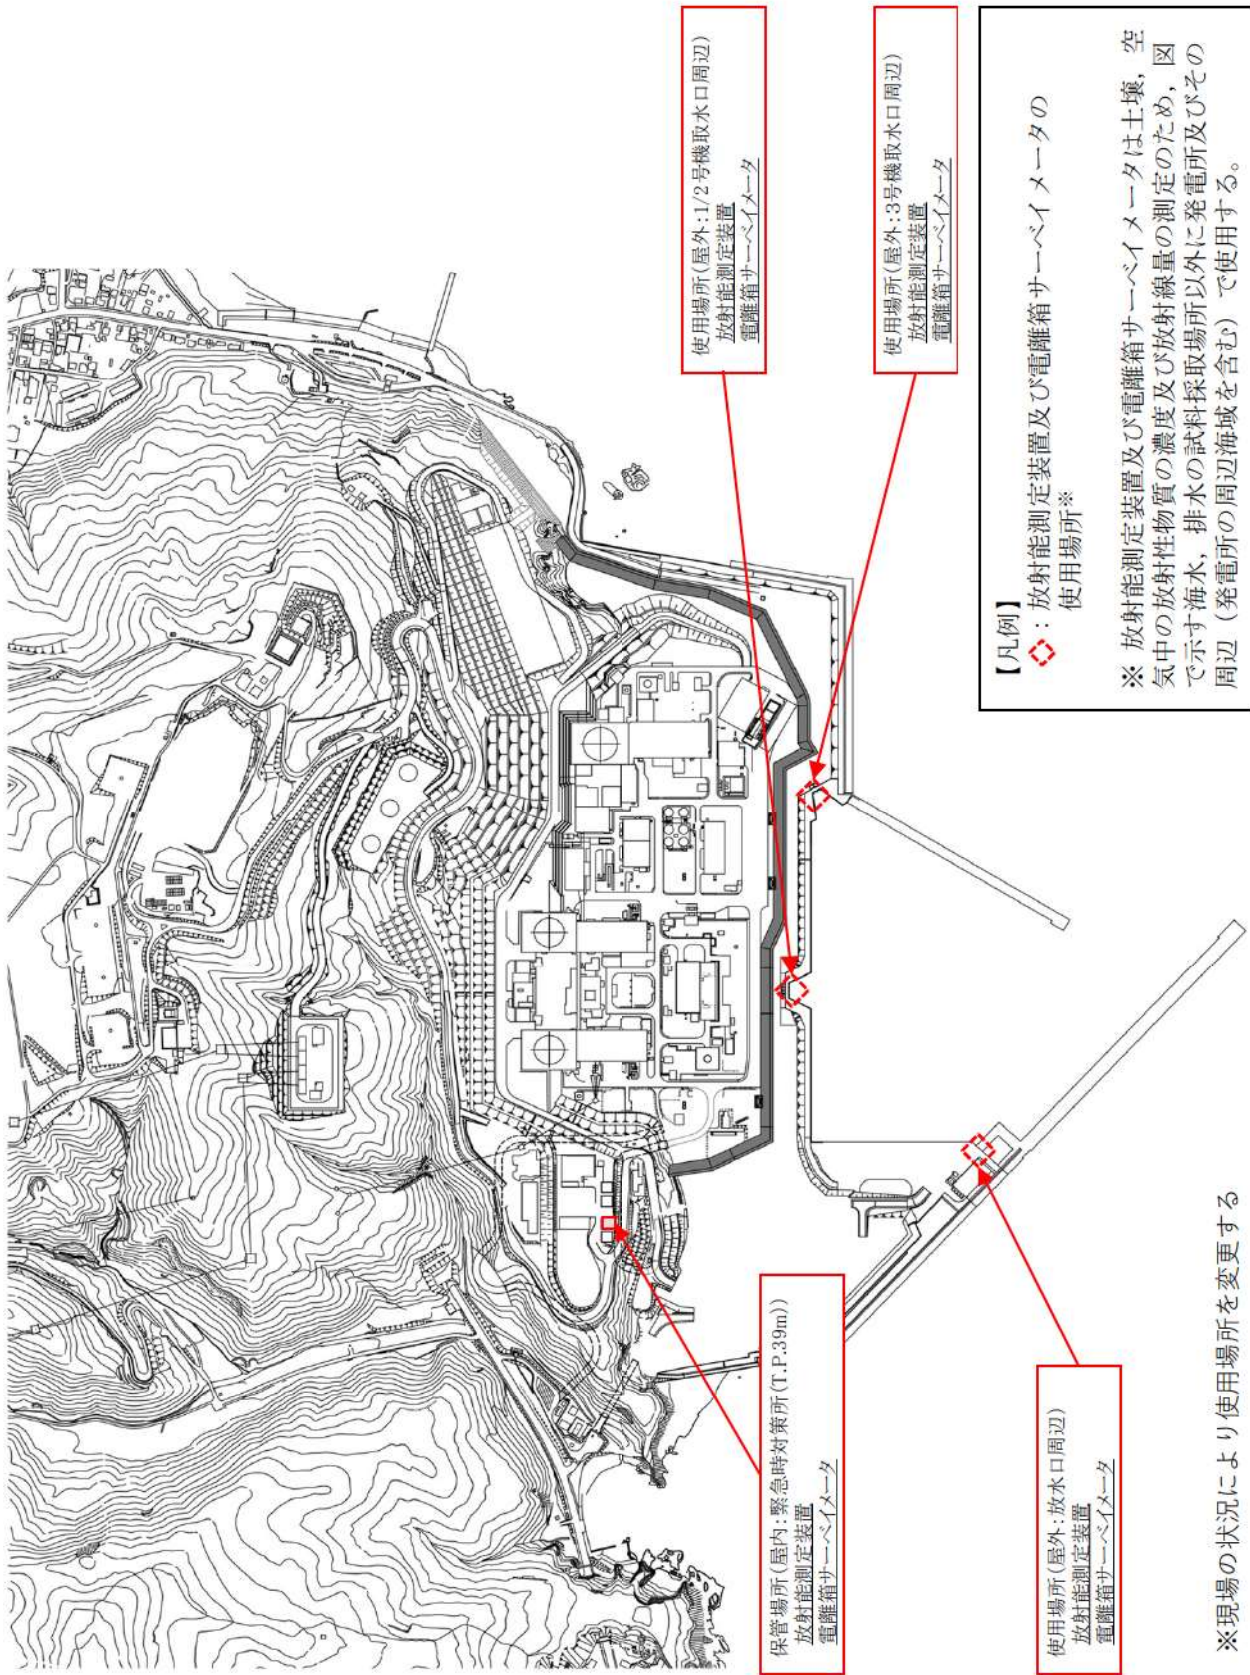 保管場所(屋内:緊急時対策所(T.P.39m))
放射能測定装置
電離箱サーベイメータ
使用場所(屋外:放水口周辺)
放射能測定装置
電離箱サーベイメータ
使用場所(屋外:1/2号機取水口周辺)
放射能測定装置
電離箱サーベイメータ
使用場所(屋外:3号機取水口周辺)
放射能測定装置
電離箱サーベイメータ
【凡例】
:放射能測定装置及び電離箱サーベイメータの
使用場所※
※ 放射能測定装置及び電離箱サーベイメータは土壌，空
気中の放射性物質の濃度及び放射線量の測定のため，図
で示す海水，排水の試料採取場所以外に発電所及びその
周辺（発電所の周辺海域を含む）で使用する。
※現場の状況により使用場所を変更する